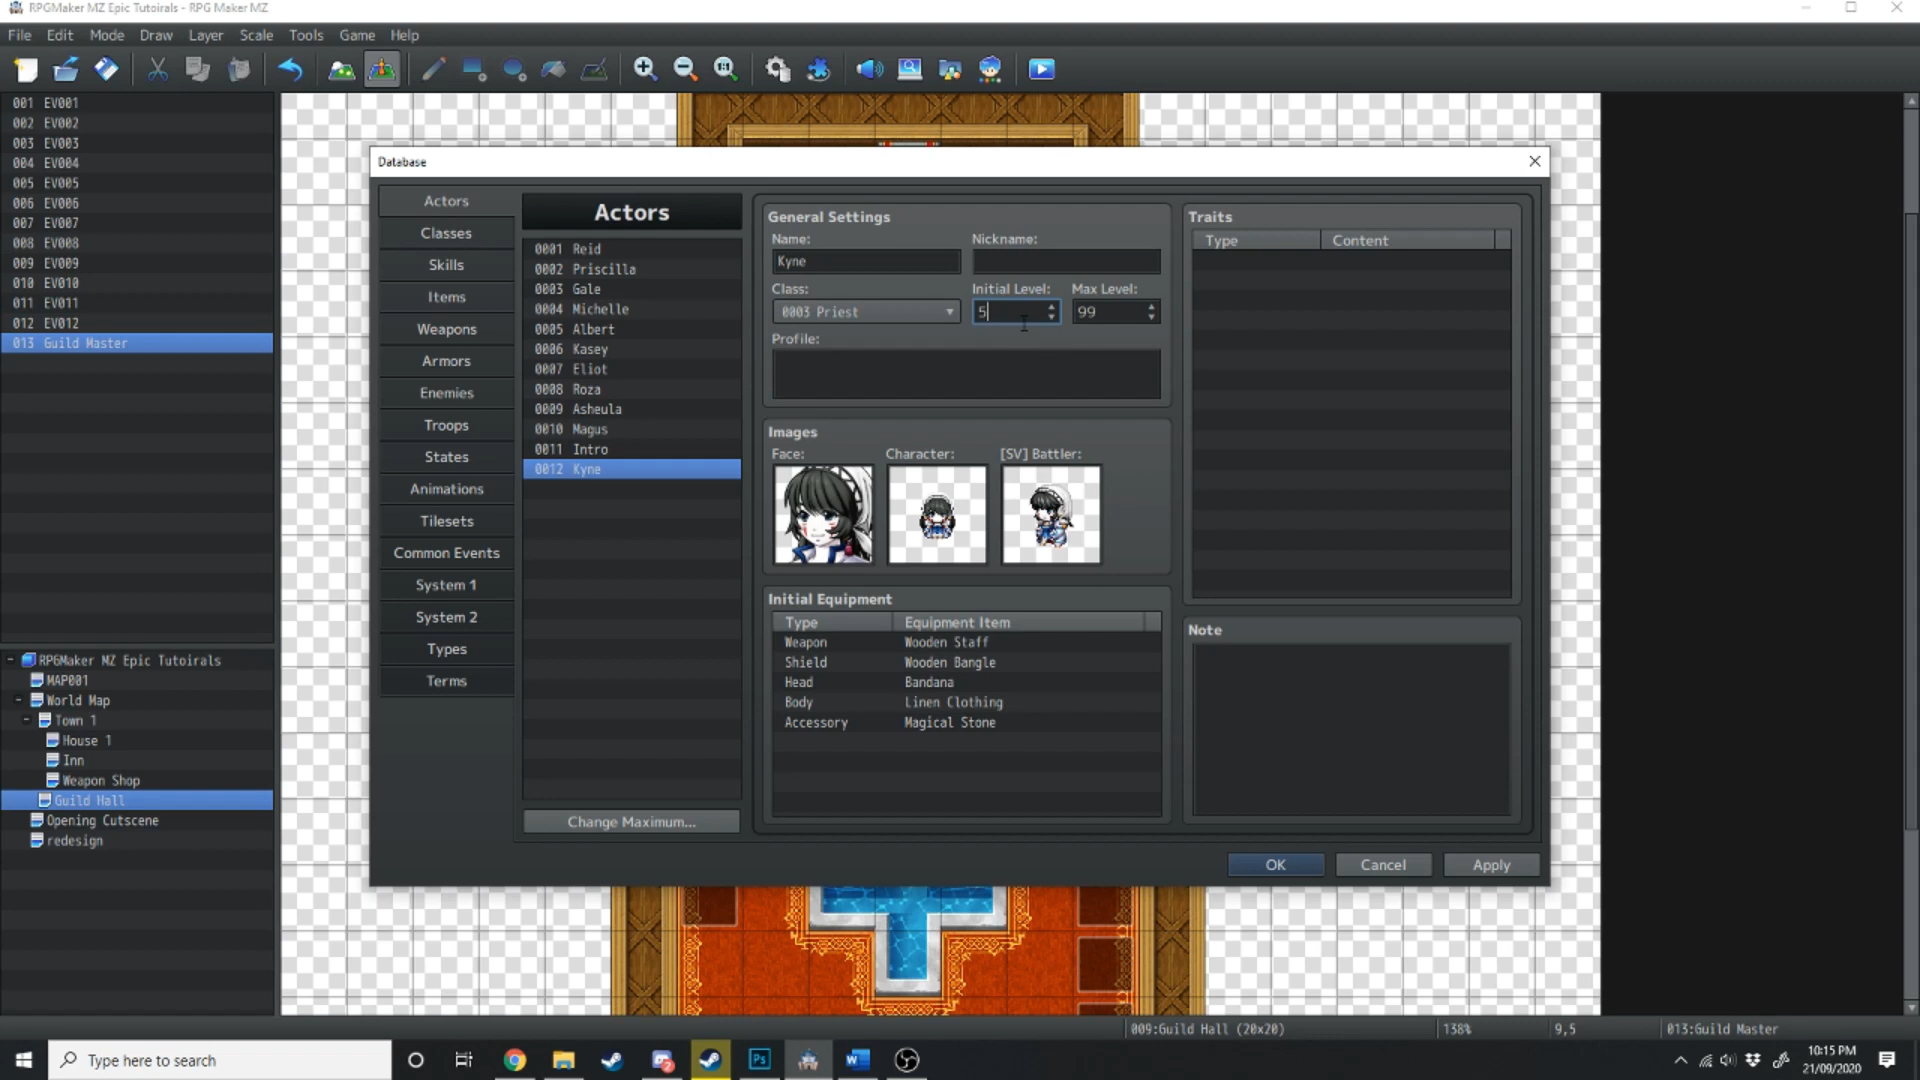 RPGMaker MZ Epic Tutoirals - RPG Maker MZ
File Edit Mode Draw Layer Scale Tools Game Help
001 EV001
002 EV002
003 EV003
004 EV004
005 EV005
006 EV006
007 EV007
008 EV008
009 EV009
010 EV010
011 EV011
012 EV012
013 Guild Master
RPGMaker MZ Epic Tutoirals
MAP001
World Map
Town 1
House 1
Inn
Weapon Shop
Guild Hall
Opening Cutscene
redesign
Database
Actors
Classes
Skills
Items
Weapons
Armors
Enemies
Troops
States
Animations
Tilesets
Common Events
System 1
System 2
Types
Terms
Actors
0001 Reid
0002 Priscilla
0003 Gale
0004 Michelle
0005 Albert
0006 Kasey
0007 Eliot
0008 Roza
0009 Asheula
0010 Magus
0011 Intro
0012 Kyne
Change Maximum...
General Settings
Name: Nickname:
Kyne
Class: Initial Level: Max Level:
0003 Priest 5 99
Profile:
Images
Face: Character: [SV] Battler:
Initial Equipment
Type Equipment Item
Weapon Wooden Staff
Shield Wooden Bangle
Head Bandana
Body Linen Clothing
Accessory Magical Stone
Traits
Type Content
Note
OK Cancel Apply
009:Guild Hall (20x20) 138% 9,5 013:Guild Master
Type here to search
Ps
W
10:15 PM
21/09/2020